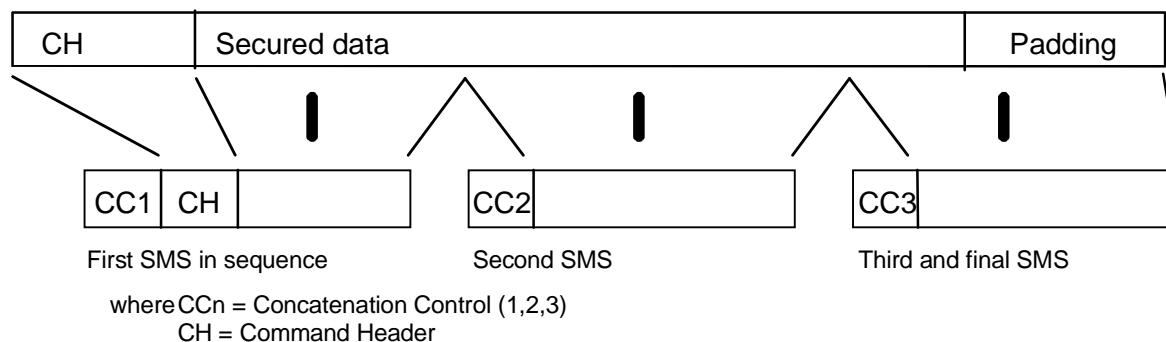 CH Secured data Padding
CC1 CH CC2 CC3
First SMS in sequence Second SMS Third and final SMS
where CCn = Concatenation Control (1,2,3)
CH = Command Header